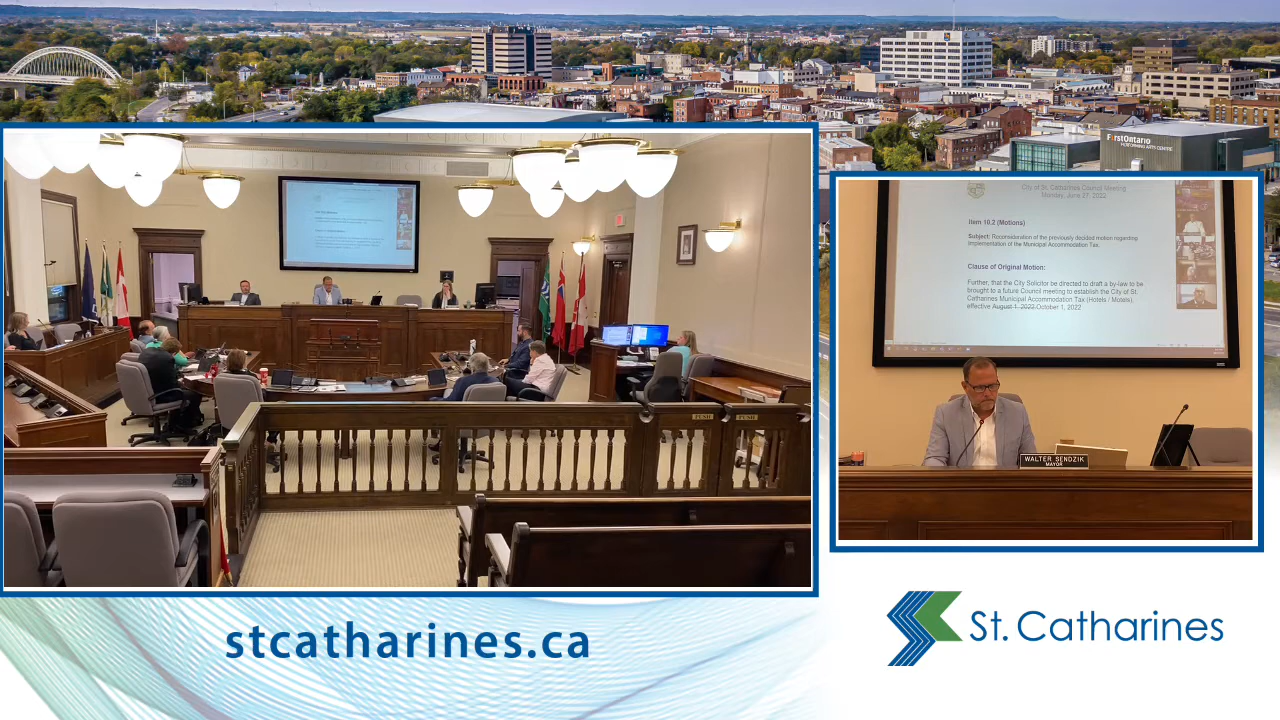 FirstOntario
PERFORMING ARTS CENTRE
City of St. Catharines Council Meeting
Monday, June 27, 2022
Item 10.2 (Motions)
Subject: Reconsideration of the previously decided motion regarding
Implementation of the Municipal Accommodation Tax.
Clause of Original Motion:
Further, that the City Solicitor be directed to draft a by-law to be
brought to a future Council meeting to establish the City of St.
Catharines Municipal Accommodation Tax (Hotels / Motels),
effective August 1, 2022 October 1, 2022
PUSH
PUSH
WALTER SENDZIK
MAYOR
stcatharines.ca
St. Catharines